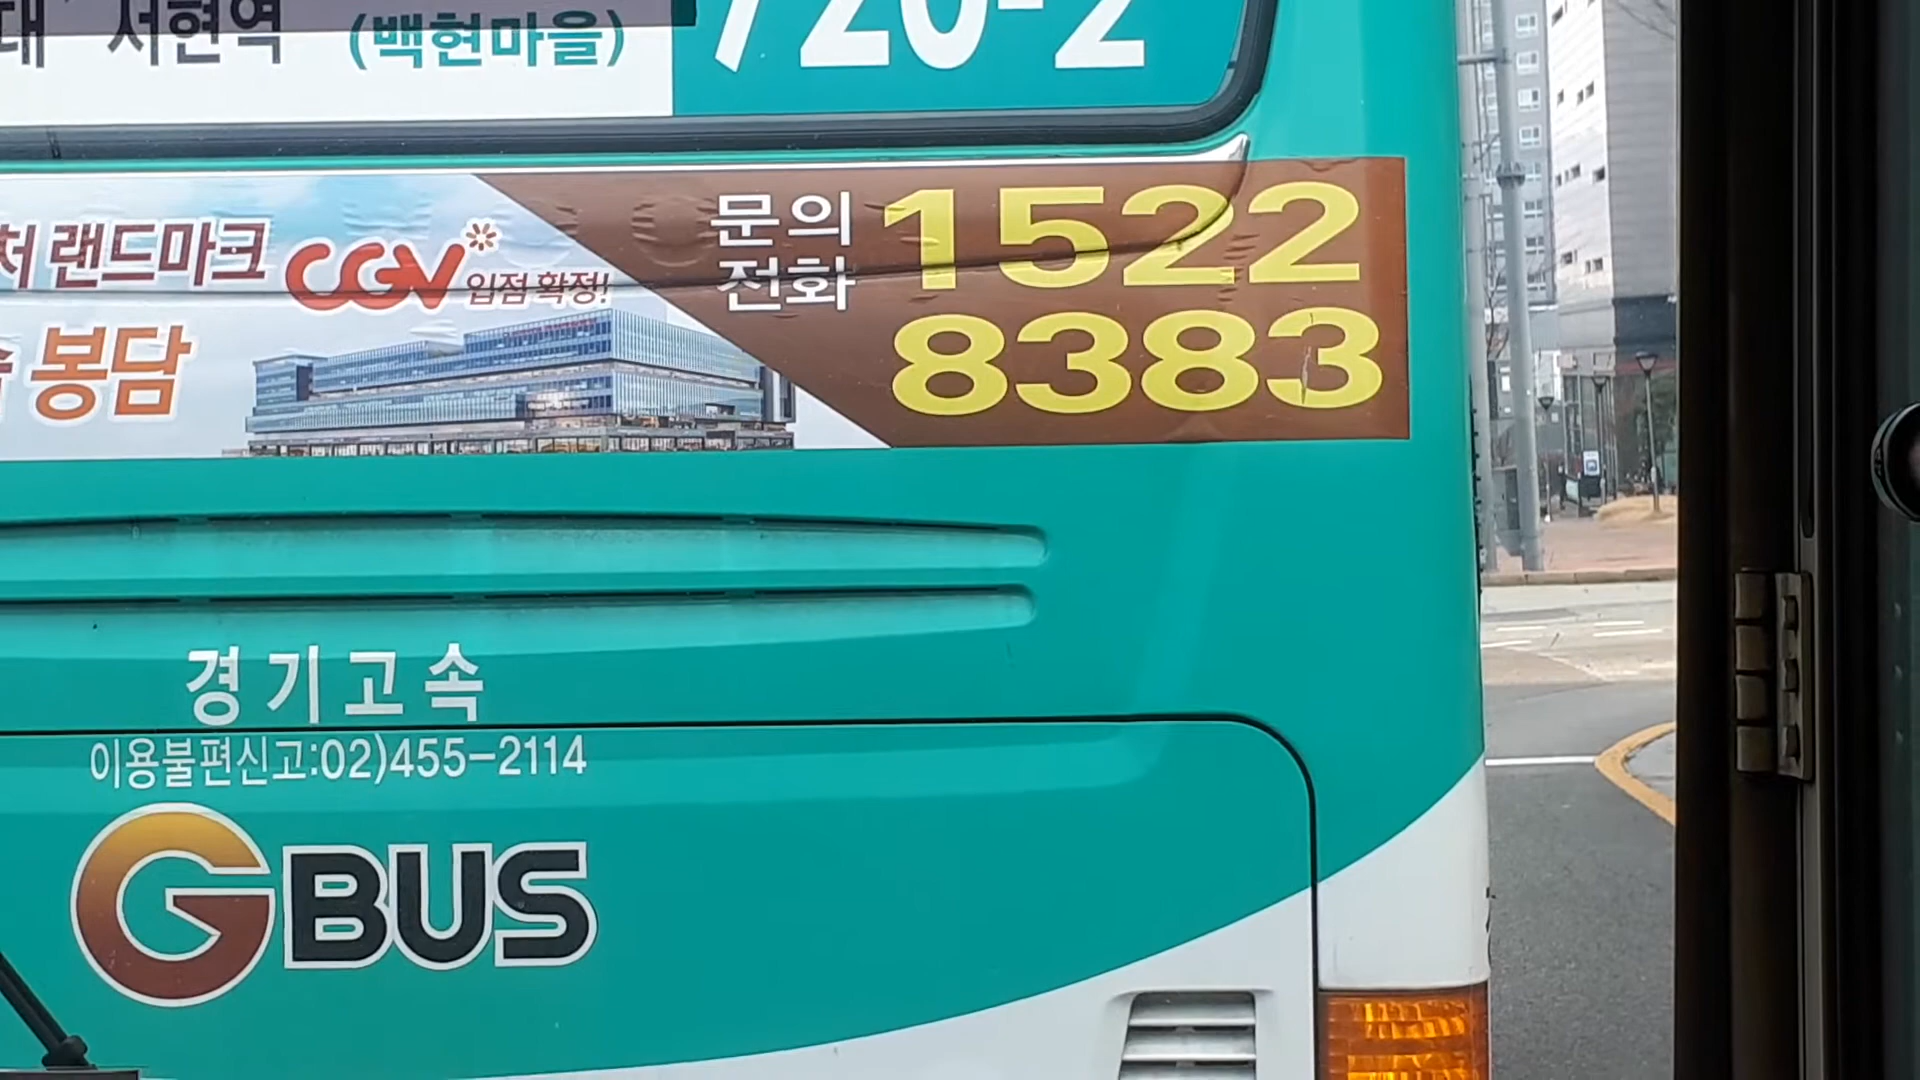 서현역 (백현마을) 720-2
랜드마크 CGV 입점 확정!
봉담
문의 전화 1522 8383
경기고속
이용불편신고:02)455-2114
G BUS